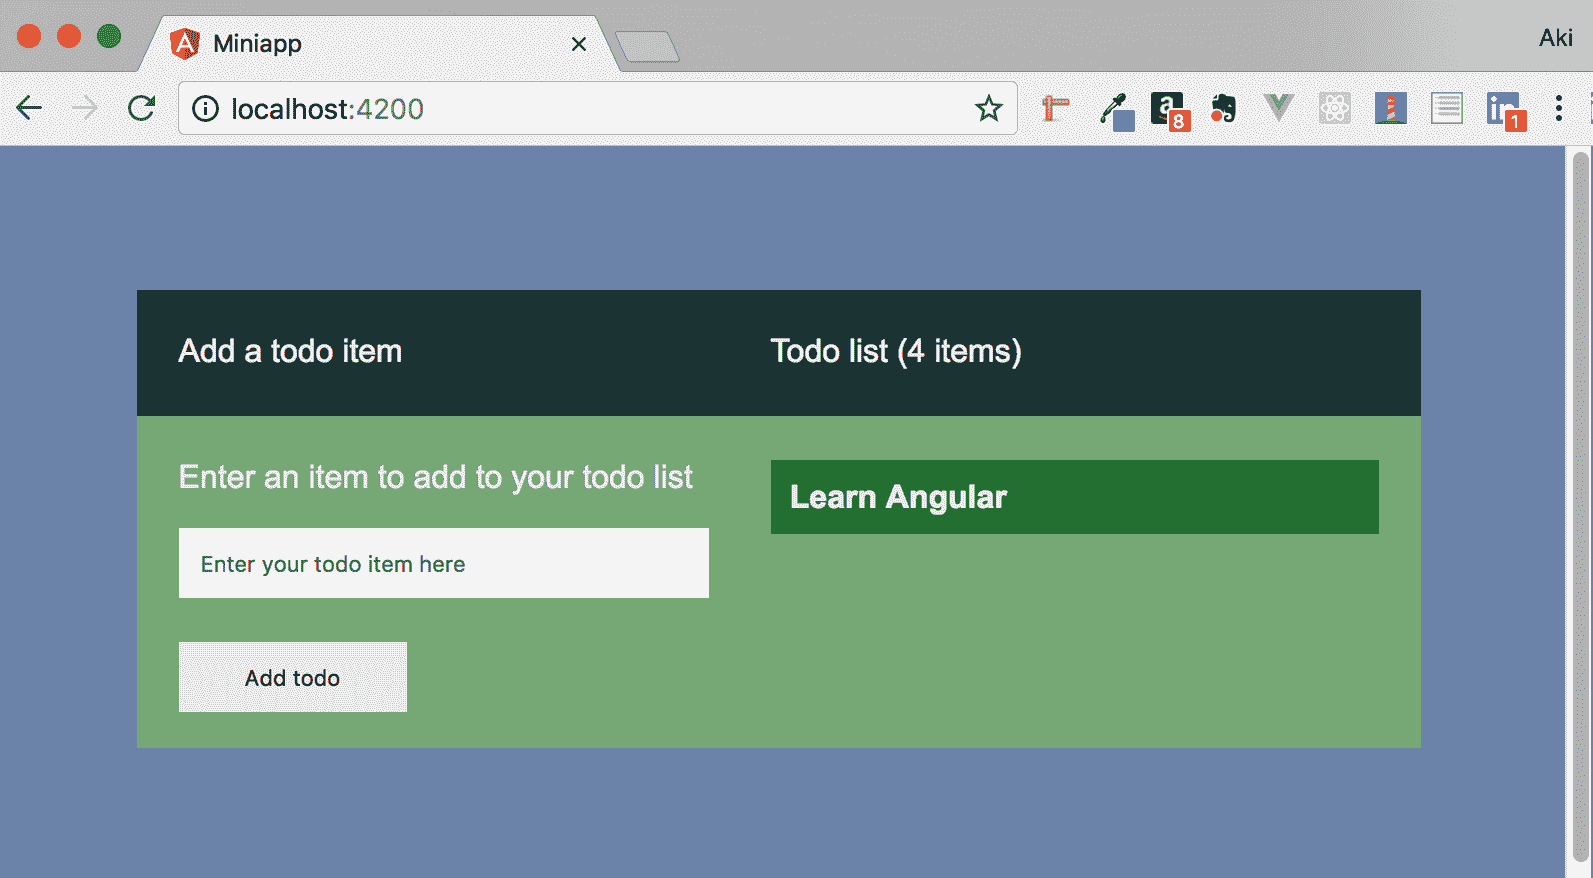 Miniapp
Aki
localhost:4200
8
1
Add a todo item
Todo list (4 items)
Enter an item to add to your todo list
Learn Angular
Enter your todo item here
Add todo